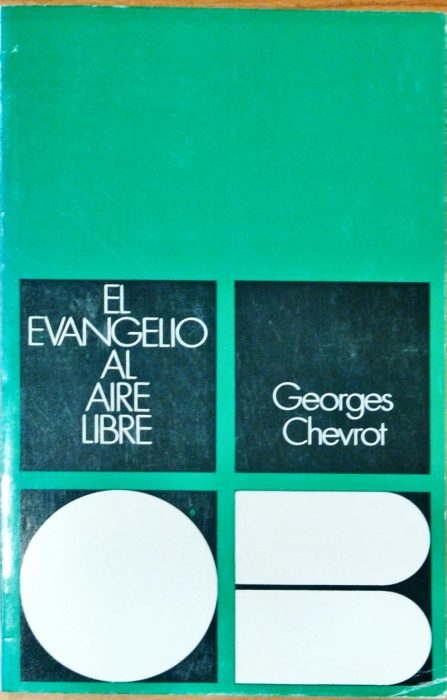 EL
EVANGELIO
AL
AIRE
LIBRE
Georges
Chevrot